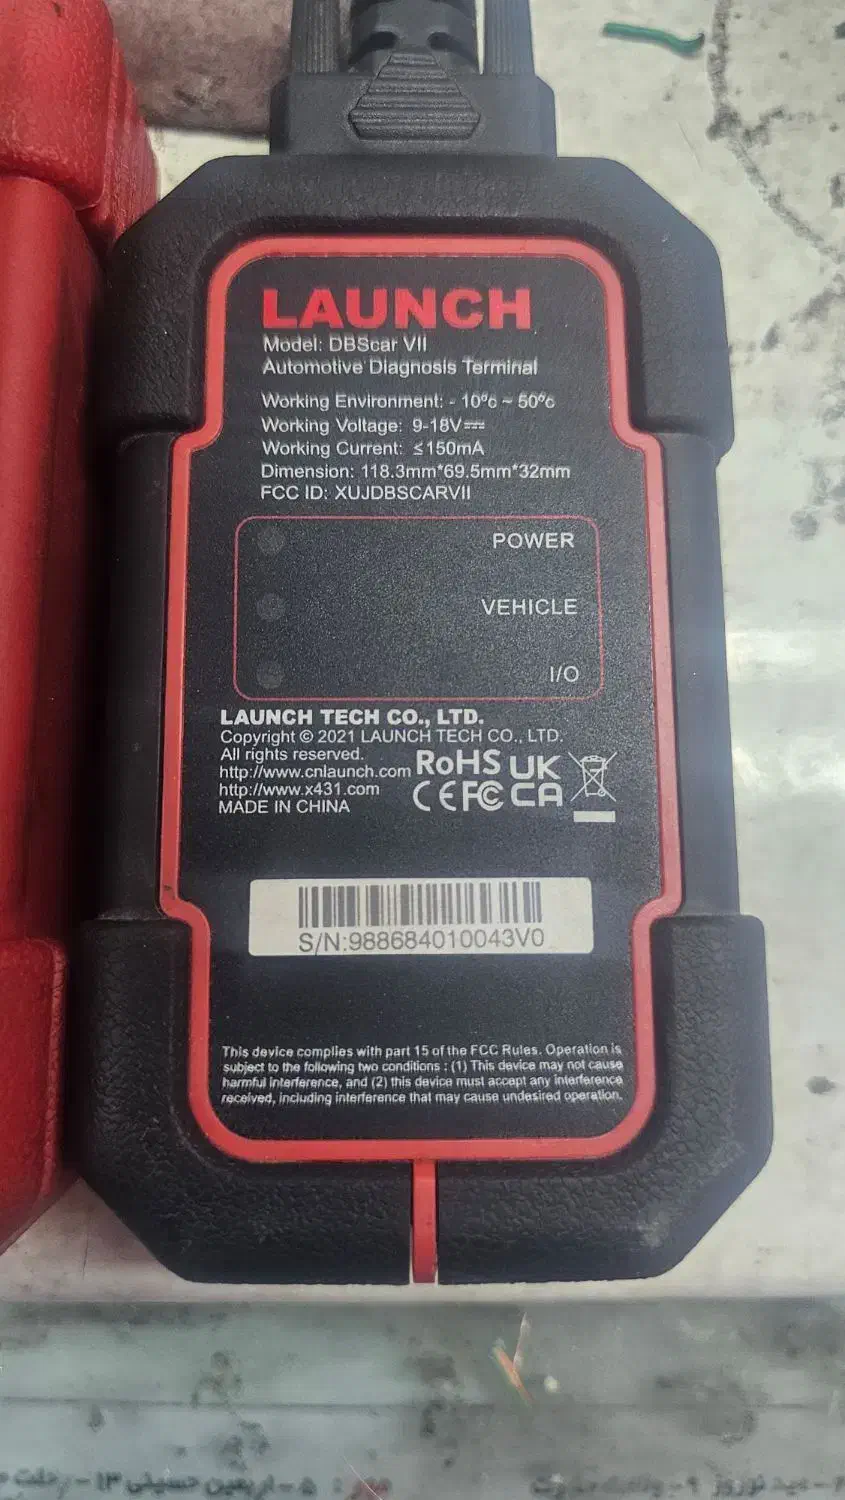 LAUNCH
Model: DBScar VII
Automotive Diagnosis Terminal
Working Environment: - 10ºc ~ 50ºc
Working Voltage: 9-18V⎓
Working Current: ≤150mA
Dimension: 118.3mm*69.5mm*32mm
FCC ID: XUJDBSCARVII
POWER
VEHICLE
I/O
LAUNCH TECH CO., LTD.
Copyright © 2021 LAUNCH TECH CO., LTD.
All rights reserved.
http://www.cnlaunch.com
http://www.x431.com
MADE IN CHINA
RoHS UK
CE FC CA
S/N:988684010043V0
This device complies with part 15 of the FCC Rules. Operation is
subject to the following two conditions : (1) This device may not cause
harmful interference, and (2) this device must accept any interference
received, including interference that may cause undesired operation.